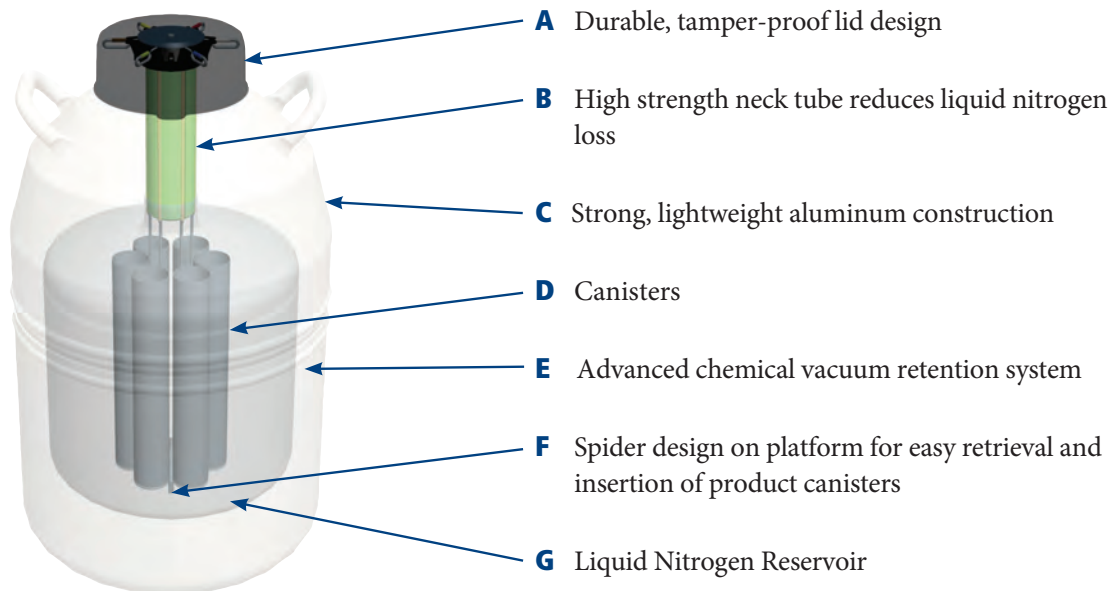 A Durable, tamper-proof lid design
B High strength neck tube reduces liquid nitrogen
loss
C Strong, lightweight aluminum construction
D Canisters
E Advanced chemical vacuum retention system
F Spider design on platform for easy retrieval and
insertion of product canisters
G Liquid Nitrogen Reservoir